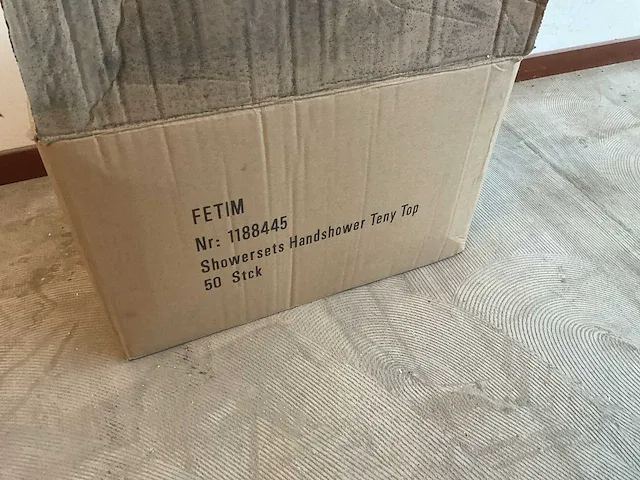 FETIM
Nr: 1188445
Showersets Handshower Teny Top
50 Stck